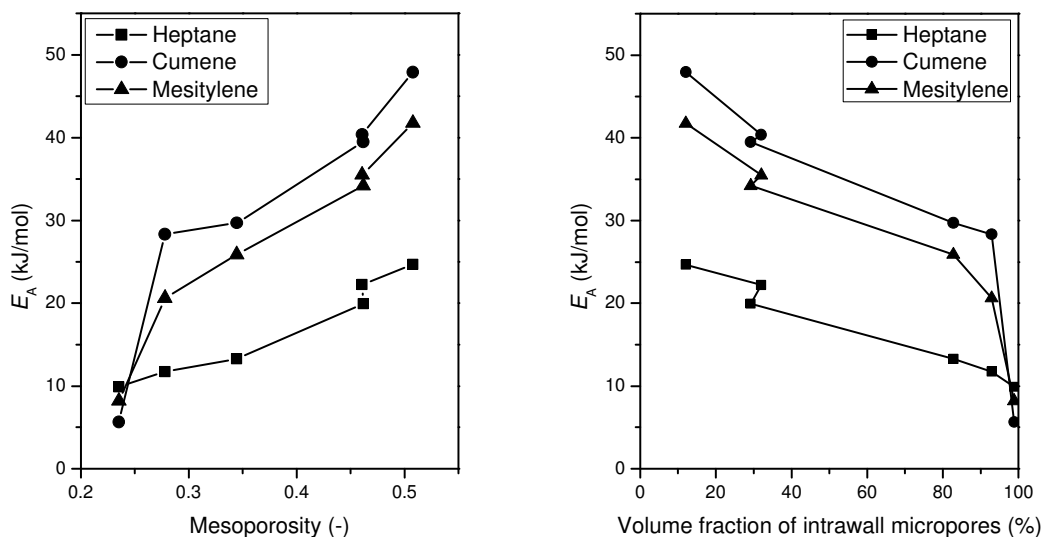 Heptane
Cumene
Mesitylene
50
40
30
20
10
0
E_A (kJ/mol)
0.2
0.3
0.4
0.5
Mesoporosity (-)
Heptane
Cumene
Mesitylene
50
40
30
20
10
0
E_A (kJ/mol)
0
20
40
60
80
100
Volume fraction of intrawall micropores (%)